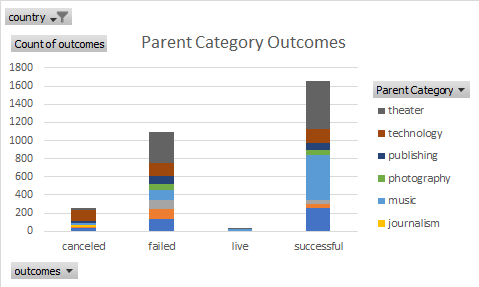 country
Count of outcomes
Parent Category Outcomes
1800
1600
1400
1200
1000
800
600
400
200
0
canceled
failed
live
successful
Parent Category
theater
technology
publishing
photography
music
journalism
outcomes